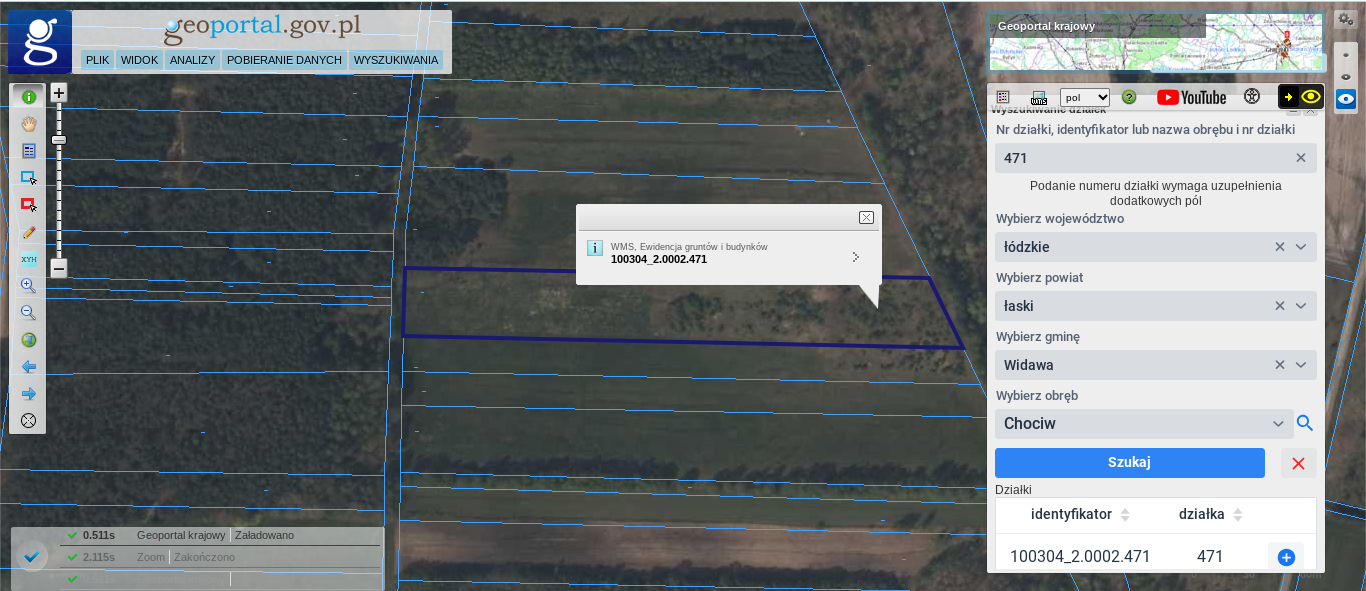 geoportal.gov.pl
PLIK WIDOK ANALIZY POBIERANIE DANYCH WYSZUKIWANIA
Geoportal krajowy
WMS
pol
YouTube
Wyszukiwanie działek
Nr działki, identyfikator lub nazwa obrębu i nr działki
471
Podanie numeru działki wymaga uzupełnienia
dodatkowych pól
Wybierz województwo
łódzkie
Wybierz powiat
łaski
Wybierz gminę
Widawa
Wybierz obręb
Chociw
Szukaj
Działki
identyfikator działka
100304_2.0002.471 471
WMS, Ewidencja gruntów i budynków
100304_2.0002.471
XYH
0.511s Geoportal krajowy Załadowano
2.115s Zoom Zakończono